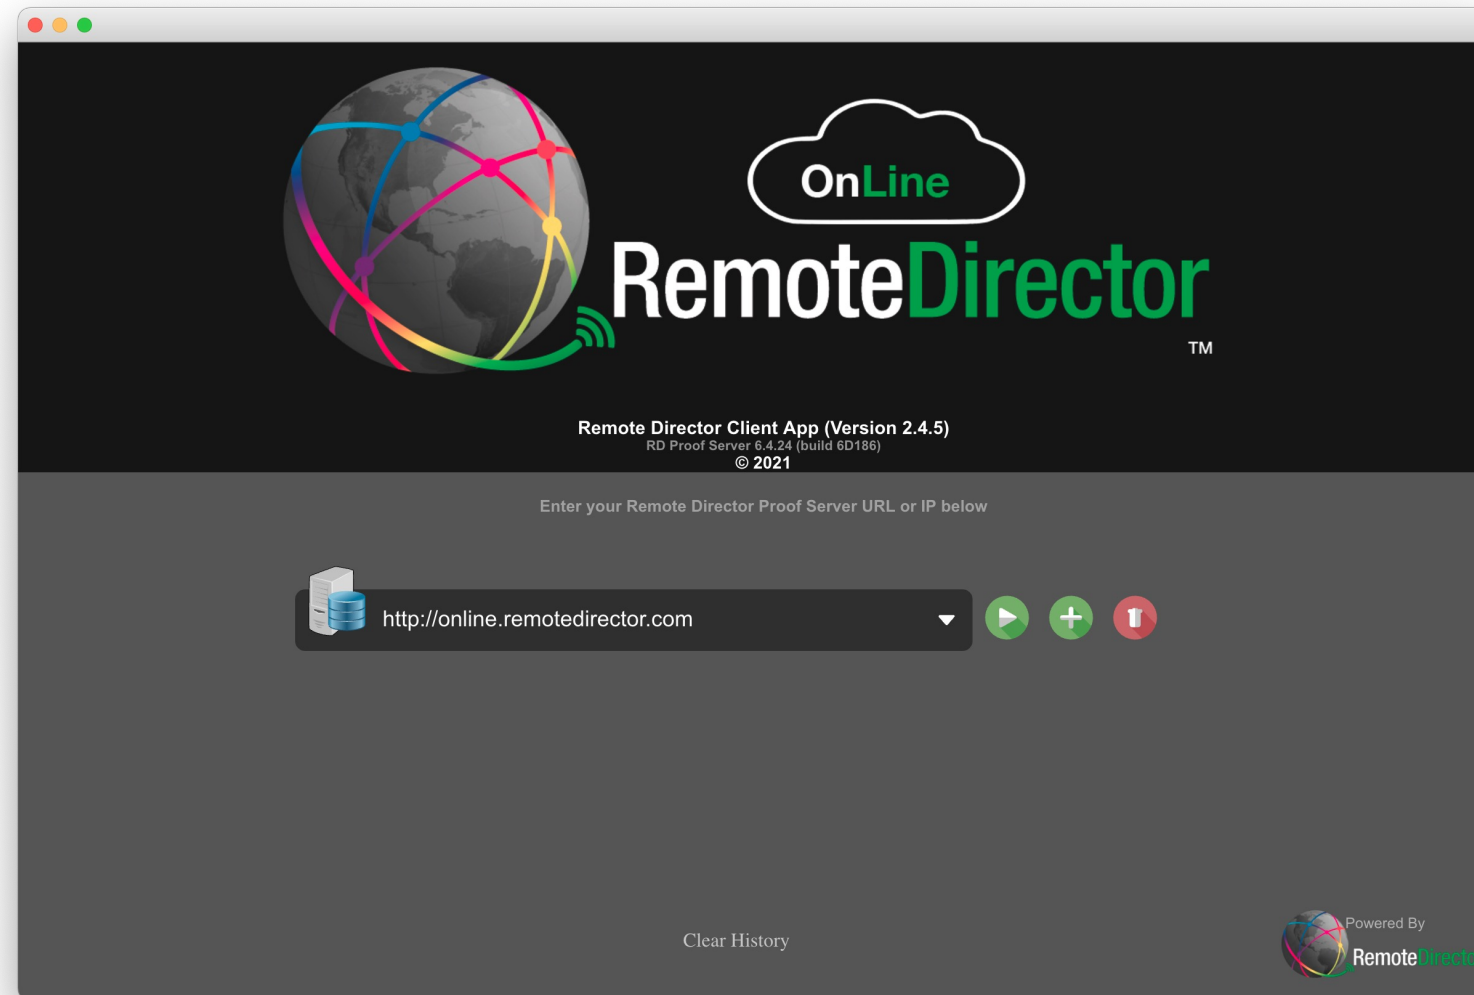 OnLine
RemoteDirector
TM
Remote Director Client App (Version 2.4.5)
RD Proof Server 6.4.24 (build 6D186)
© 2021
Enter your Remote Director Proof Server URL or IP below
http://online.remotedirector.com
Clear History
Powered By
RemoteDirecto